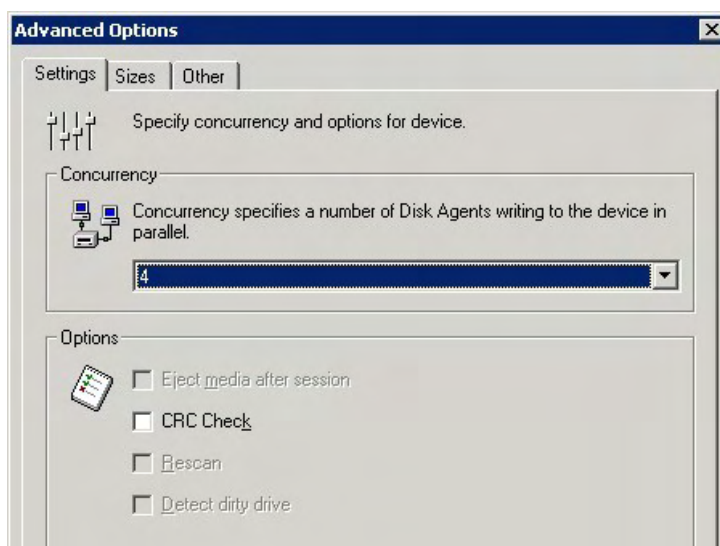 Advanced Options
Settings Sizes Other
Specify concurrency and options for device.
Concurrency
Concurrency specifies a number of Disk Agents writing to the device in
parallel.
4
Options
Eject media after session
CRC Check
Rescan
Detect dirty drive